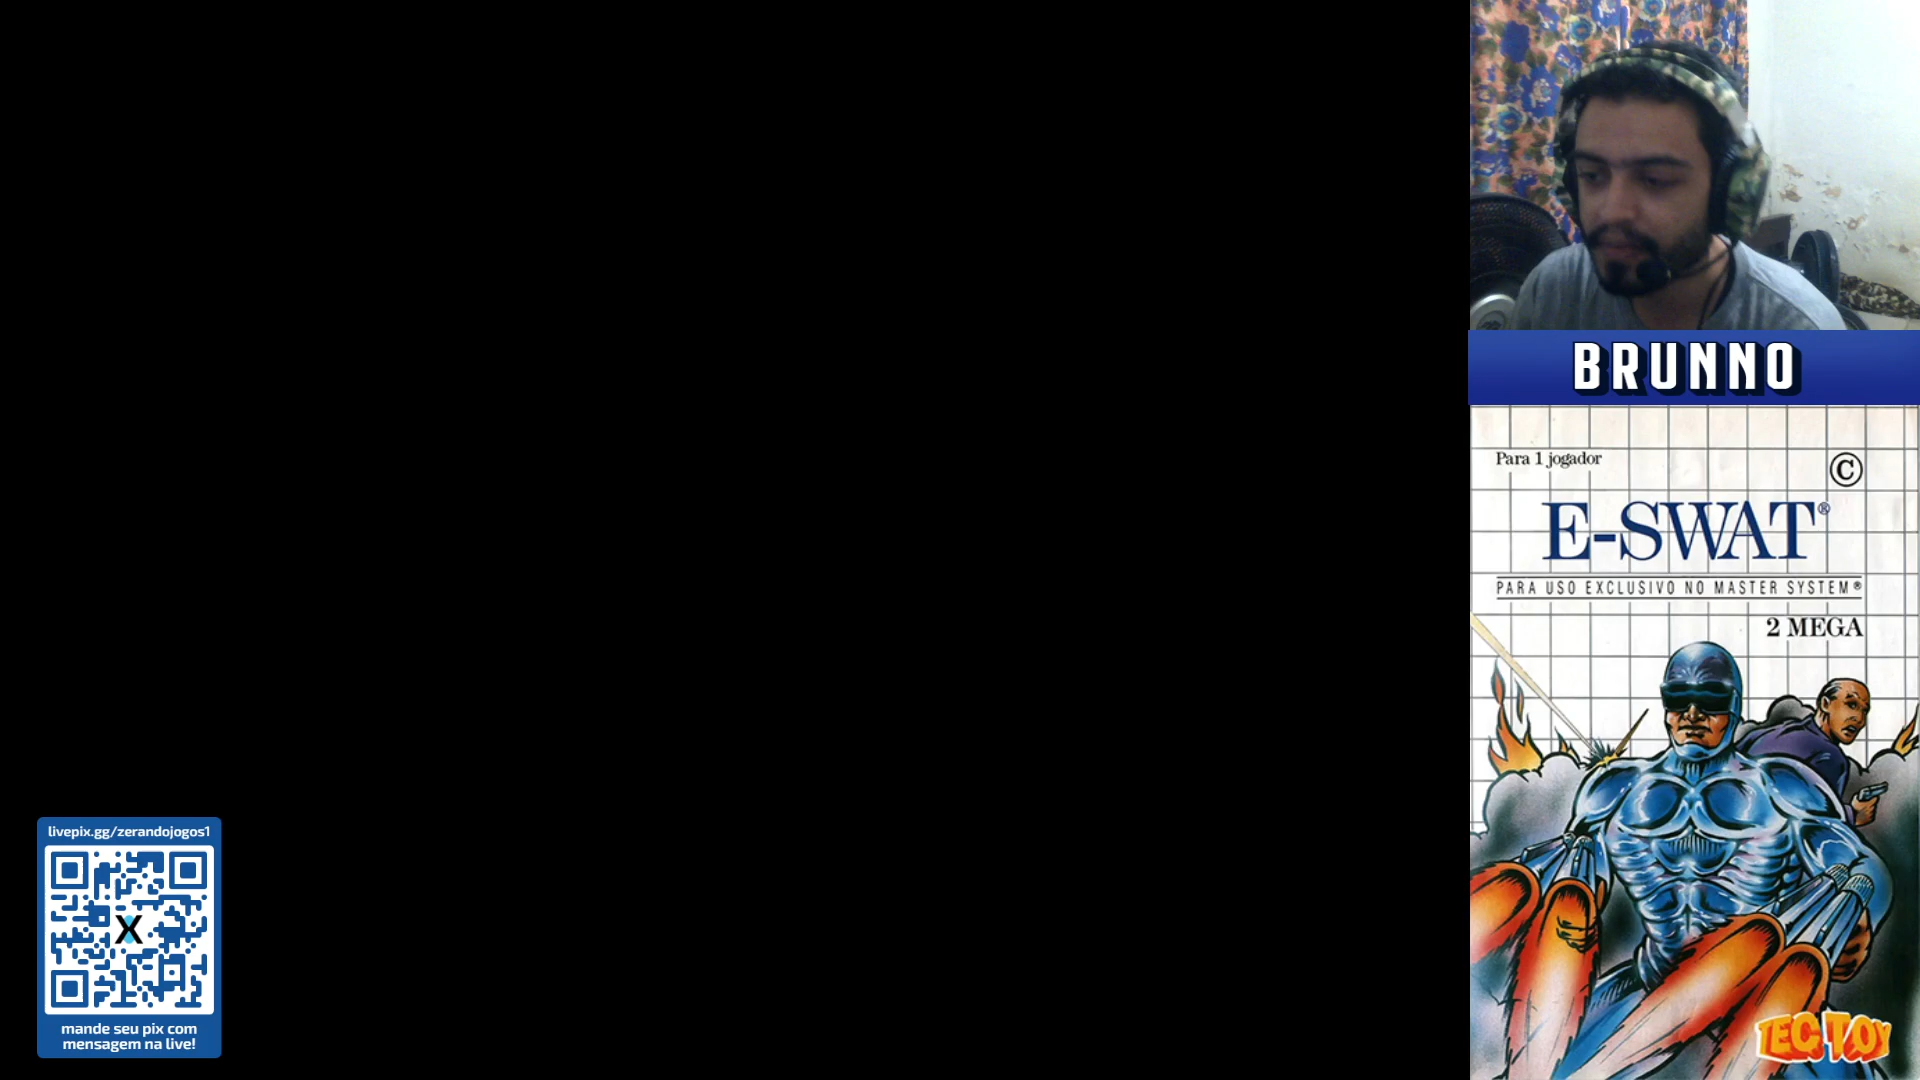 BRUNNO
Para 1 jogador
©
E-SWAT®
PARA USO EXCLUSIVO NO MASTER SYSTEM®
2 MEGA
TEC TOY
livepix.gg/zerandojogos1
X
mande seu pix com
mensagem na live!